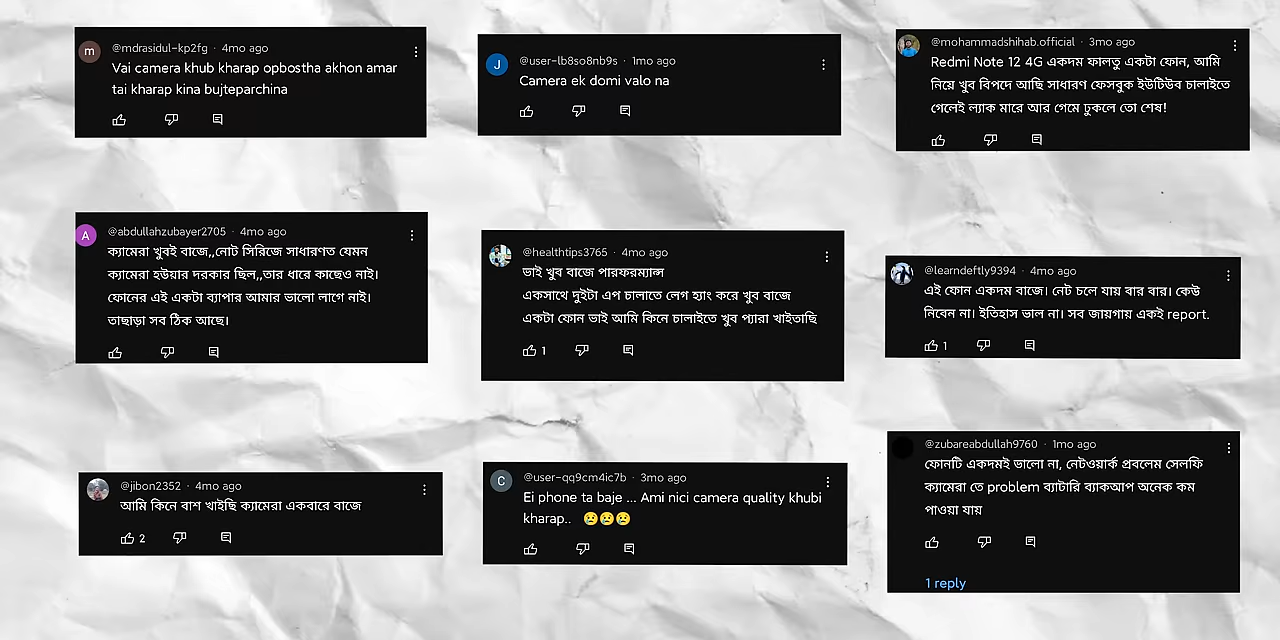 @mdrasidul-kp2fg · 4mo ago
Vai camera khub kharap opbostha akhon amar
tai kharap kina bujteparchina
@user-lb8so8nb9s · 1mo ago
Camera ek domi valo na
@mohammadshihab.official · 3mo ago
Redmi Note 12 4G একদম ফালতু একটা ফোন, আমি
নিয়ে খুব বিপদে আছি সাধারণ ফেসবুক ইউটিউব চালাইতে
গেলেই ল্যাক মারে আর গেমে ঢুকলে তো শেষ!
@abdullahzubayer2705 · 4mo ago
ক্যামেরা খুবই বাজে,,নোট সিরিজে সাধারণত যেমন
ক্যামেরা হউয়ার দরকার ছিল,,তার ধারে কাছেও নাই।
ফোনের এই একটা ব্যাপার আমার ভালো লাগে নাই।
তাছাড়া সব ঠিক আছে।
@healthtips3765 · 4mo ago
ভাই খুব বাজে পারফরম্যান্স
একসাথে দুইটা এপ চালাতে লেগ হ্যাং করে খুব বাজে
একটা ফোন ভাই আমি কিনে চালাইতে খুব প্যারা খাইতাছি
1
@learndeftly9394 · 4mo ago
এই ফোন একদম বাজে। নেট চলে যায় বার বার। কেউ
নিবেন না। ইতিহাস ভাল না। সব জায়গায় একই report.
1
@jibon2352 · 4mo ago
আমি কিনে বাশ খাইছি ক্যামেরা একবারে বাজে
2
@user-qq9cm4ic7b · 3mo ago
Ei phone ta baje ... Ami nici camera quality khubi
kharap.. 😢😢😢
@zubareabdullah9760 · 1mo ago
ফোনটি একদমই ভালো না, নেটওয়ার্ক প্রবলেম সেলফি
ক্যামেরা তে problem ব্যাটারি ব্যাকআপ অনেক কম
পাওয়া যায়
1 reply